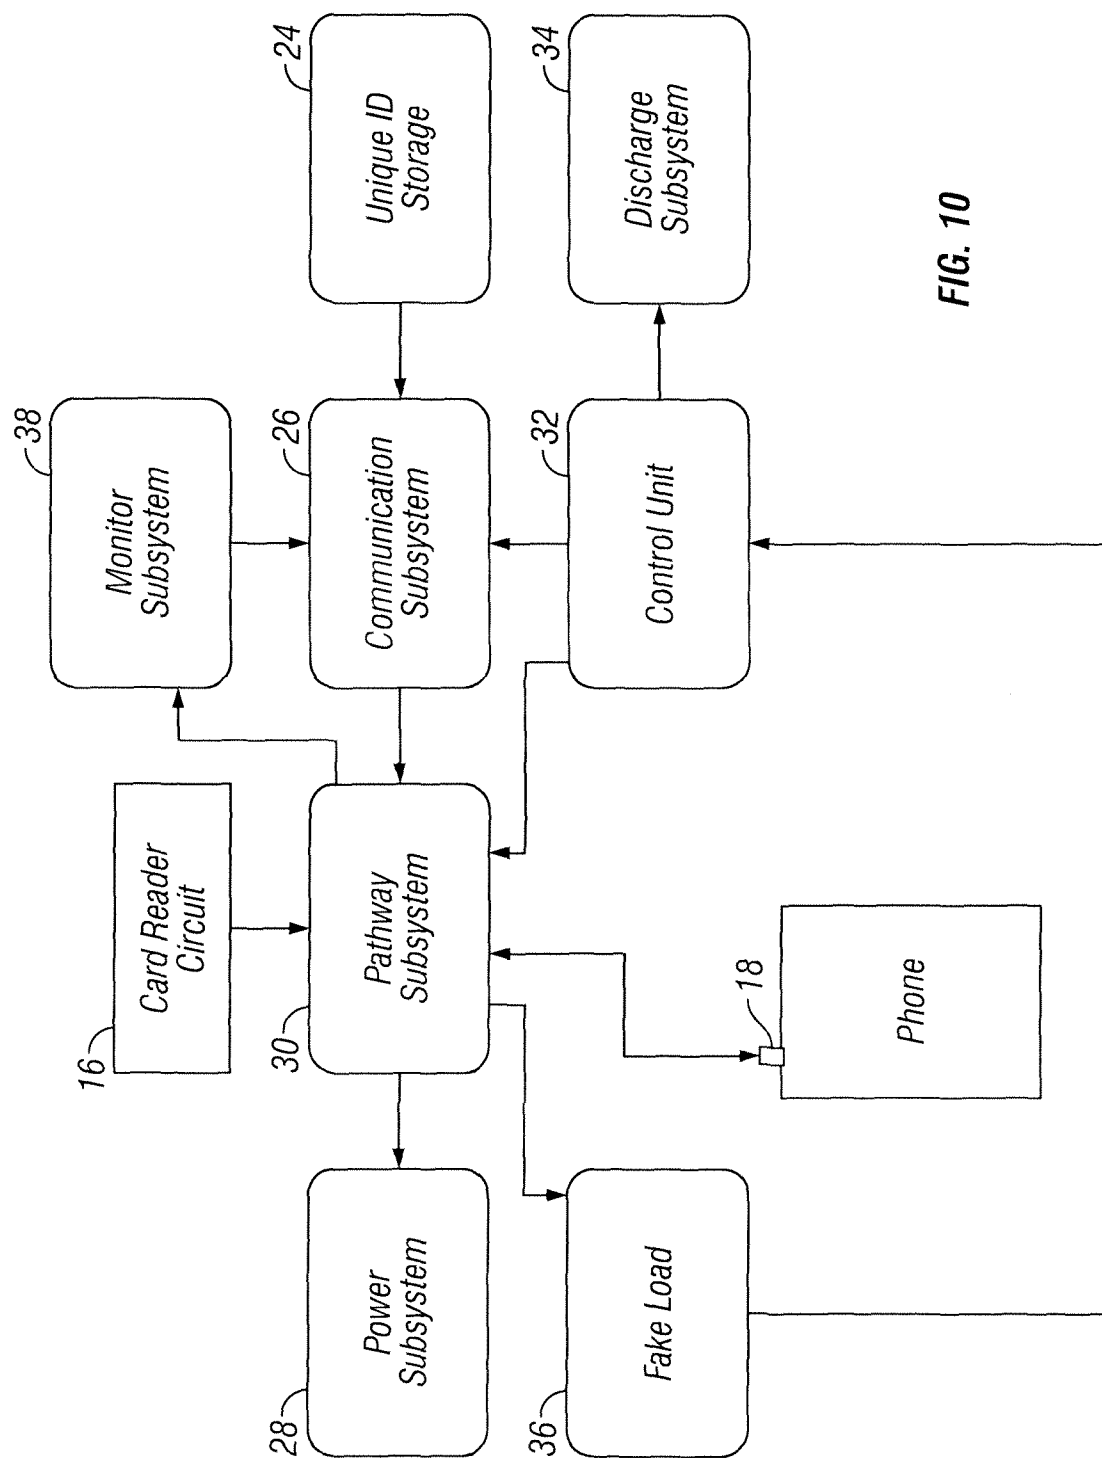 38
Monitor
Subsystem
24
Unique ID
Storage
26
Communication
Subsystem
34
Discharge
Subsystem
32
Control Unit
16
Card Reader
Circuit
30
Pathway
Subsystem
18
Phone
28
Power
Subsystem
36
Fake Load
FIG. 10